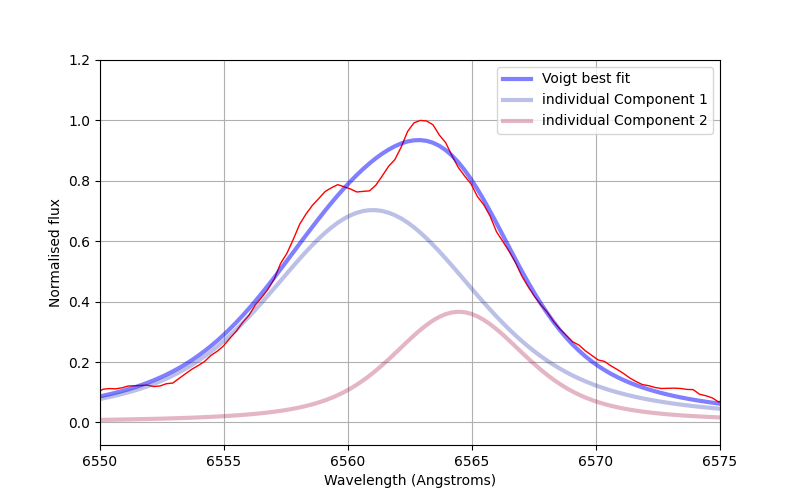 1.2
1.0
0.8
0.6
0.4
0.2
0.0
Normalised flux
Voigt best fit
individual Component 1
individual Component 2
6550 6555 6560 6565 6570 6575
Wavelength (Angstroms)